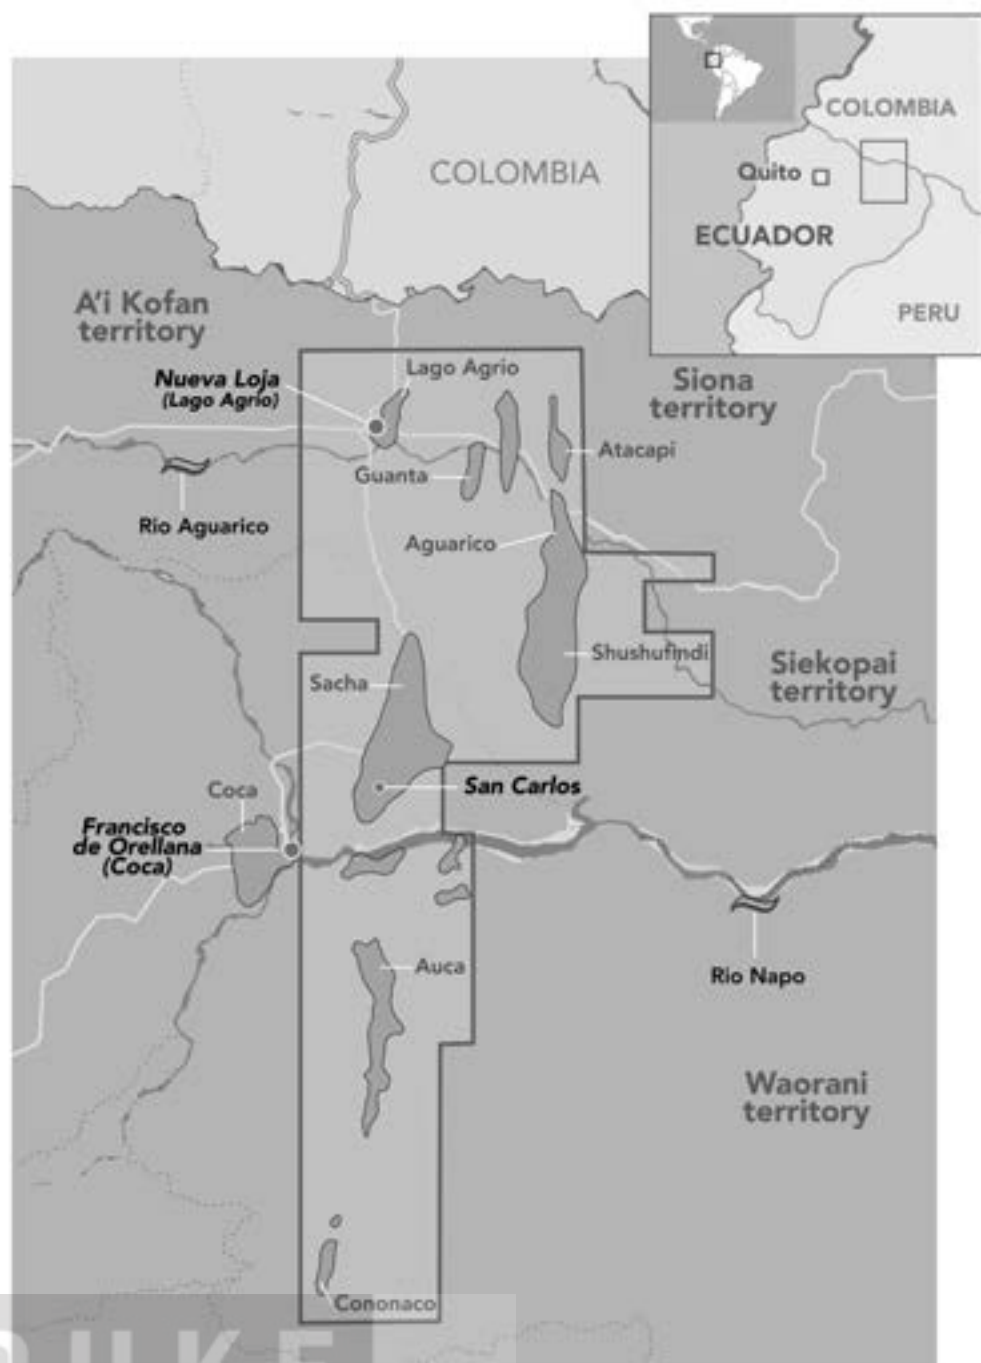 COLOMBIA
Quito
ECUADOR
PERU
COLOMBIA
A'i Kofan
territory
Nueva Loja
(Lago Agrio)
Lago Agrio
Siona
territory
Guanta
Atacapi
Rio Aguarico
Aguarico
Shushufindi
Siekopai
territory
Sacha
San Carlos
Coca
Francisco
de Orellana
(Coca)
Auca
Rio Napo
Waorani
territory
Cononaco
DUKE